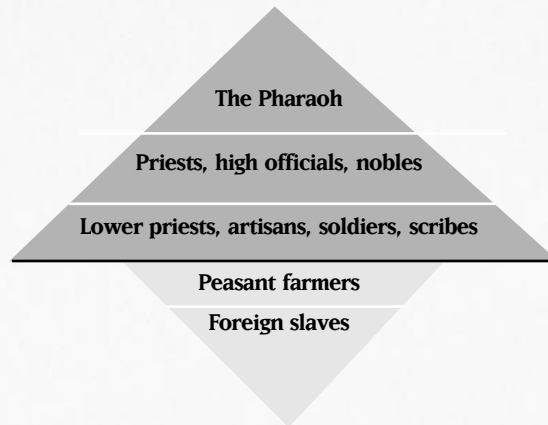 The Pharaoh
Priests, high officials, nobles
Lower priests, artisans, soldiers, scribes
Peasant farmers
Foreign slaves